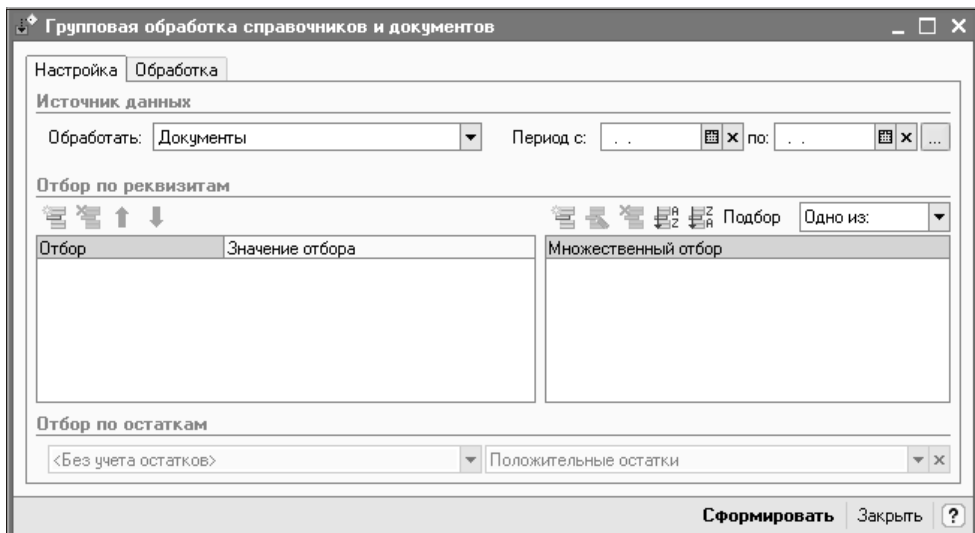 Групповая обработка справочников и документов
Настройка Обработка
Источник данных
Обработать: Документы Период с: . . по: . . ...
Отбор по реквизитам
Подбор Одно из:
Отбор Значение отбора Множественный отбор
Отбор по остаткам
<Без учета остатков> Положительные остатки
Сформировать Закрыть ?